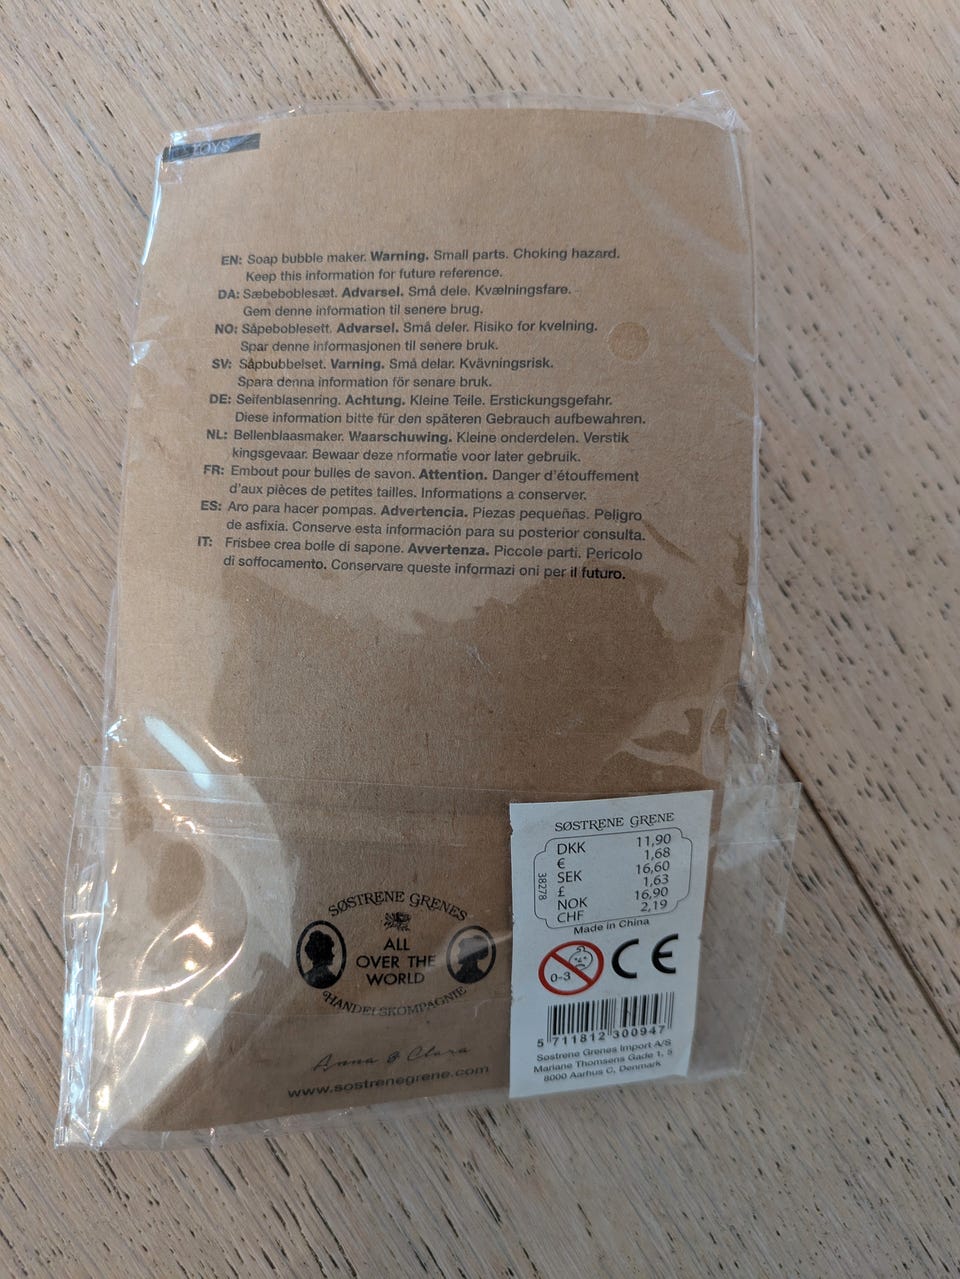 TOYS
EN: Soap bubble maker. Warning. Small parts. Choking hazard.
Keep this information for future reference.
DA: Sæbeboblesæt. Advarsel. Små dele. Kvælningsfare.
Gem denne information til senere brug.
NO: Såpeboblesett. Advarsel. Små deler. Risiko for kvelning.
Spar denne informasjonen til senere bruk.
SV: Såpbubbelset. Varning. Små delar. Kvävningsrisk.
Spara denna information för senare bruk.
DE: Seifenblasenring. Achtung. Kleine Teile. Erstickungsgefahr.
Diese information bitte für den späteren Gebrauch aufbewahren.
NL: Bellenblaasmaker. Waarschuwing. Kleine onderdelen. Verstik
kingsgevaar. Bewaar deze nformatie voor later gebruik.
FR: Embout pour bulles de savon. Attention. Danger d'étouffement
d'aux pièces de petites tailles. Informations a conserver.
ES: Aro para hacer pompas. Advertencia. Piezas pequeñas. Peligro
de asfixia. Conserve esta información para su posterior consulta.
IT: Frisbee crea bolle di sapone. Avvertenza. Piccole parti. Pericolo
di soffocamento. Conservare queste informazi oni per il futuro.
SØSTRENE GRENES
ALL
OVER THE
WORLD
HANDELSKOMPAGNIE
Anna & Clara
www.sostrenegrene.com
SØSTRENE GRENE
DKK 11,90
€ 1,68
SEK 16,60
£ 1,63
NOK 16,90
CHF 2,19
38278
Made in China
0-3 CE
5 711812 300947
Søstrene Grenes Import A/S
Mariane Thomsens Gade 1, 5
8000 Aarhus C, Denmark